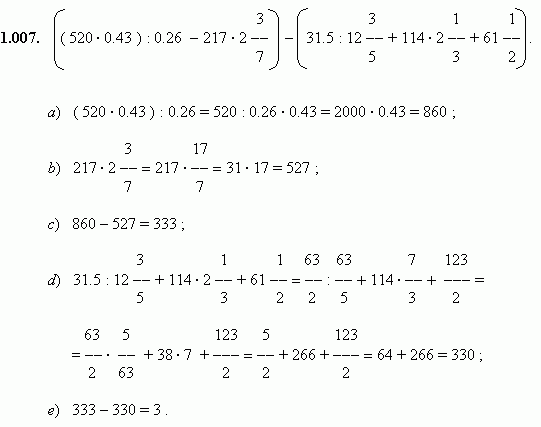 1.007. ( ( 520 · 0.43 ) : 0.26 − 217 · 2 3/7 ) − ( 31.5 : 12 3/5 + 114 · 2 1/3 + 61 1/2 ) .
a) ( 520 · 0.43 ) : 0.26 = 520 : 0.26 · 0.43 = 2000 · 0.43 = 860 ;
b) 217 · 2 3/7 = 217 · 17/7 = 31 · 17 = 527 ;
c) 860 − 527 = 333 ;
d) 31.5 : 12 3/5 + 114 · 2 1/3 + 61 1/2 = 63/2 : 63/5 + 114 · 7/3 + 123/2 =
= 63/2 · 5/63 + 38 · 7 + 123/2 = 5/2 + 266 + 123/2 = 64 + 266 = 330 ;
e) 333 − 330 = 3 .